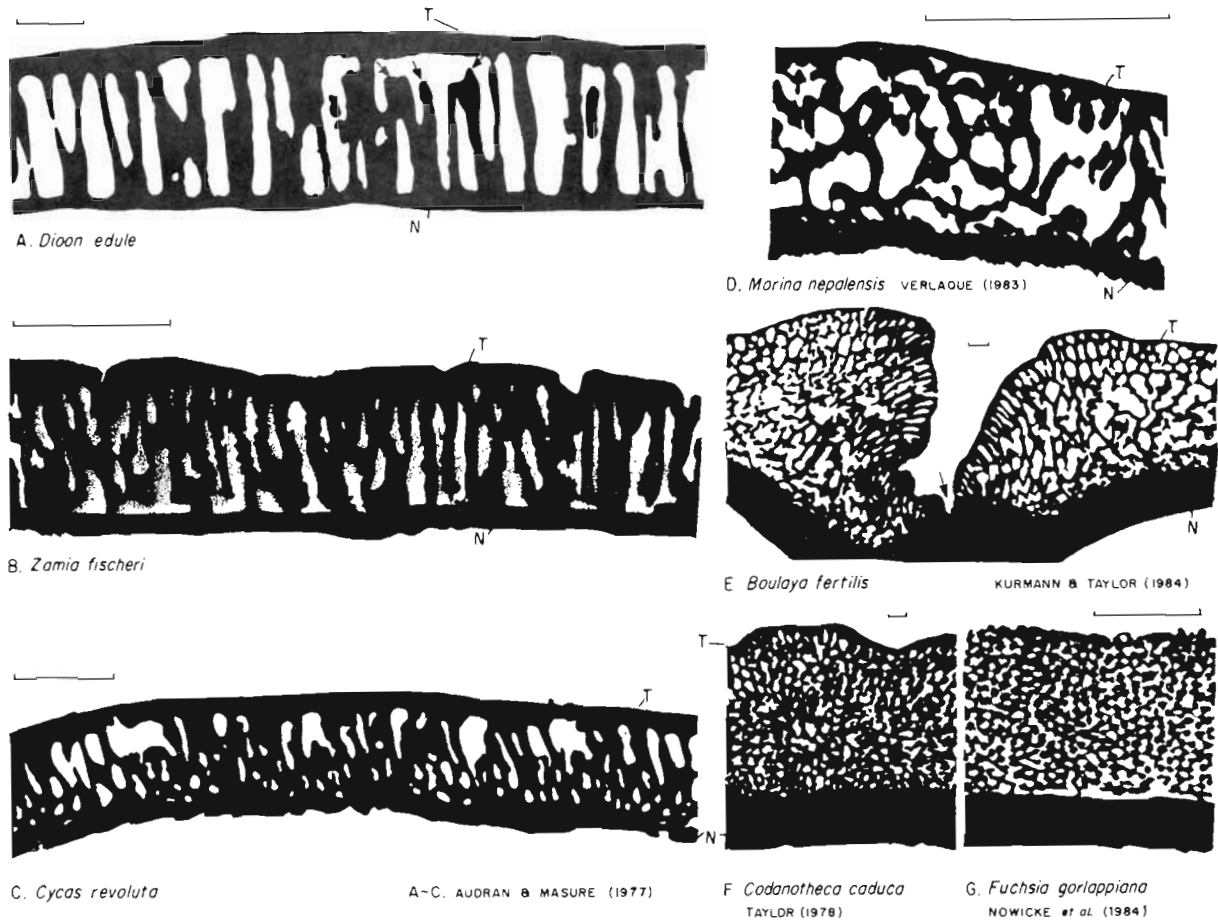 T
N
A. Dioon edule
T
N
B. Zamia fischeri
T
N
C. Cycas revoluta
A–C. AUDRAN & MASURE (1977)
T
N
D. Morina nepalensis VERLAQUE (1983)
T
N
E Boulaya fertilis KURMANN & TAYLOR (1984)
T
F Codanotheca caduca
TAYLOR (1978)
G. Fuchsia gorlappiana
NOWICKE et al. (1984)